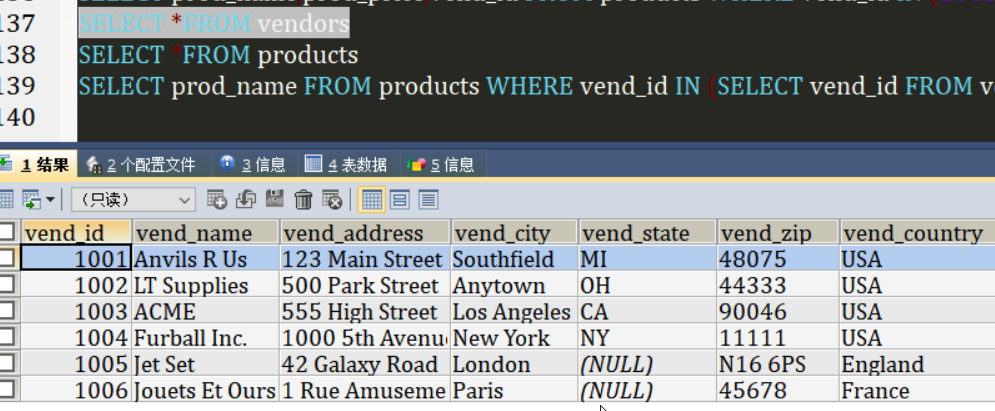 137 SELECT *FROM vendors
138 SELECT *FROM products
139 SELECT prod_name FROM products WHERE vend_id IN (SELECT vend_id FROM
140
1 结果 2 个配置文件 3 信息 4 表数据 5 信息
(只读)
vend_id vend_name vend_address vend_city vend_state vend_zip vend_country
1001 Anvils R Us 123 Main Street Southfield MI 48075 USA
1002 LT Supplies 500 Park Street Anytown OH 44333 USA
1003 ACME 555 High Street Los Angeles CA 90046 USA
1004 Furball Inc. 1000 5th Avenu New York NY 11111 USA
1005 Jet Set 42 Galaxy Road London (NULL) N16 6PS England
1006 Jouets Et Ours 1 Rue Amuseme Paris (NULL) 45678 France